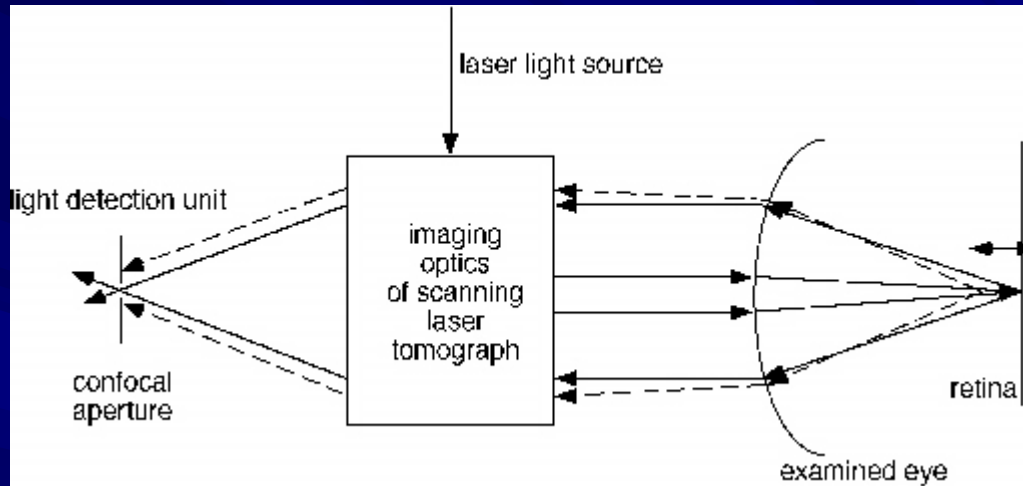 laser light source
light detection unit
imaging
optics
of scanning
laser
tomograph
confocal
aperture
retina
examined eye